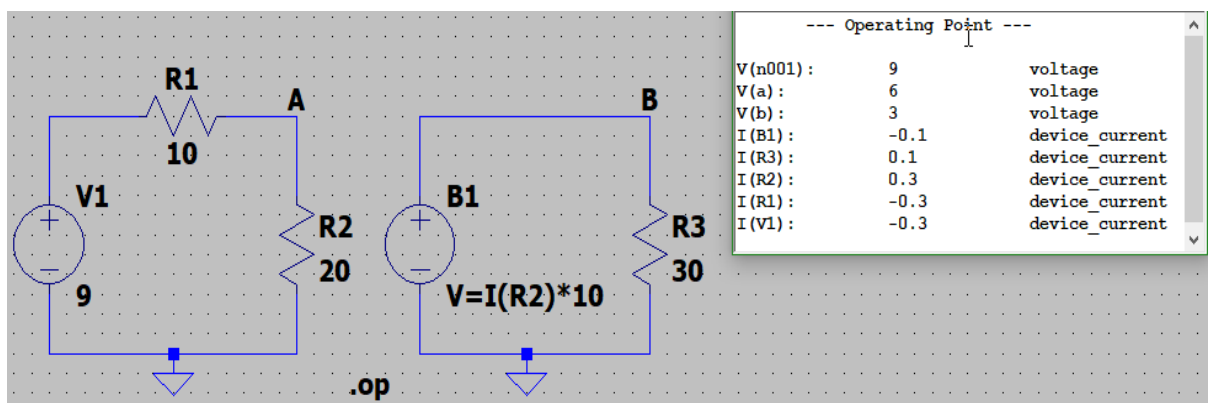 R1
10
A
V1
9
R2
20
.op
B
B1
V=I(R2)*10
R3
30
--- Operating Point ---
V(n001): 9 voltage
V(a): 6 voltage
V(b): 3 voltage
I(B1): -0.1 device_current
I(R3): 0.1 device_current
I(R2): 0.3 device_current
I(R1): -0.3 device_current
I(V1): -0.3 device_current